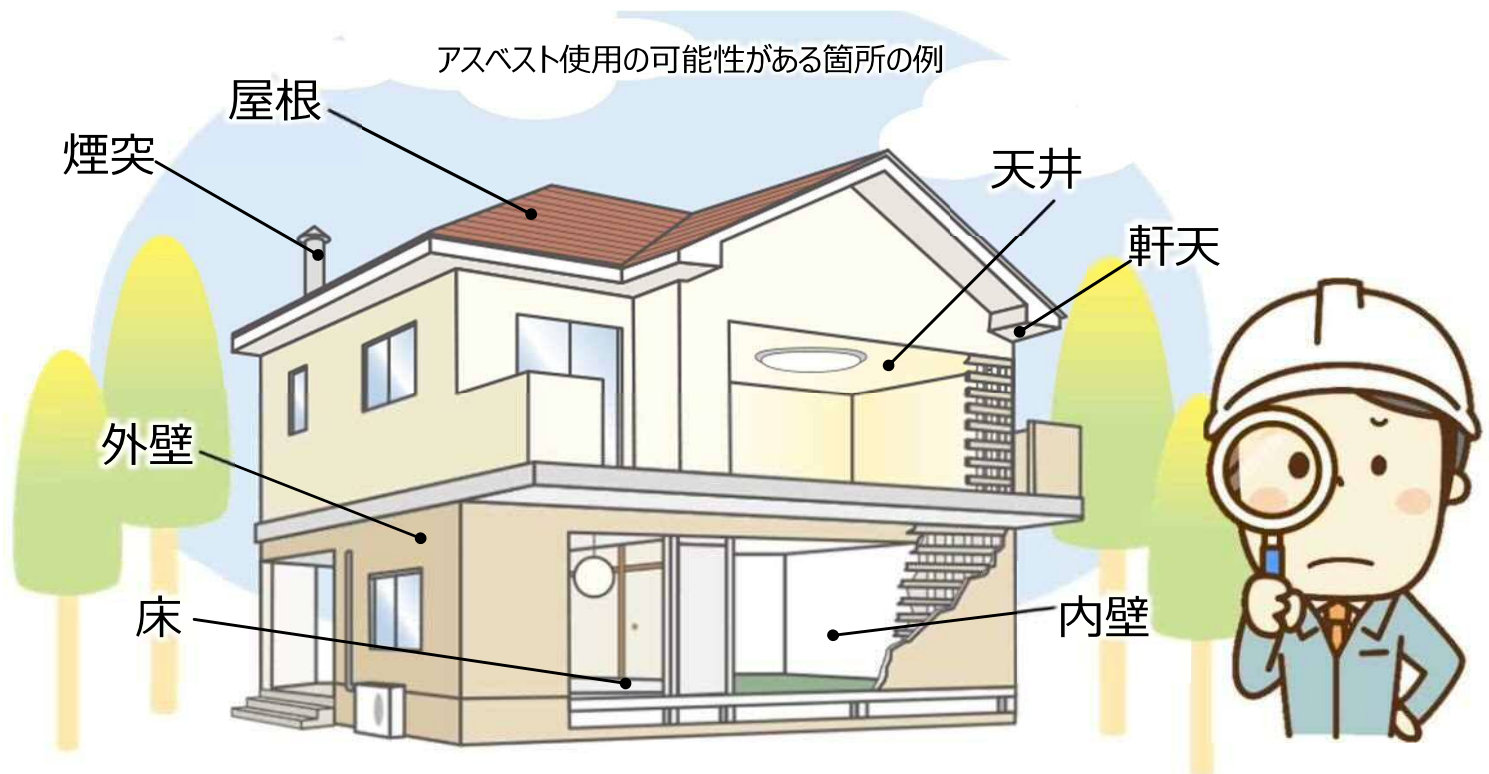 アスベスト使用の可能性がある箇所の例
屋根
煙突
天井
軒天
外壁
床
内壁